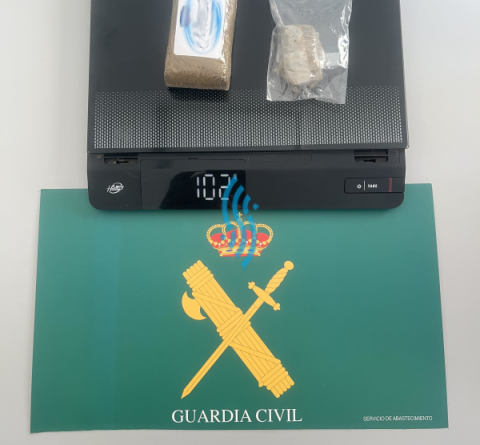 102
TARE
GUARDIA CIVIL
SERVICIO DE ABASTECIMIENTO